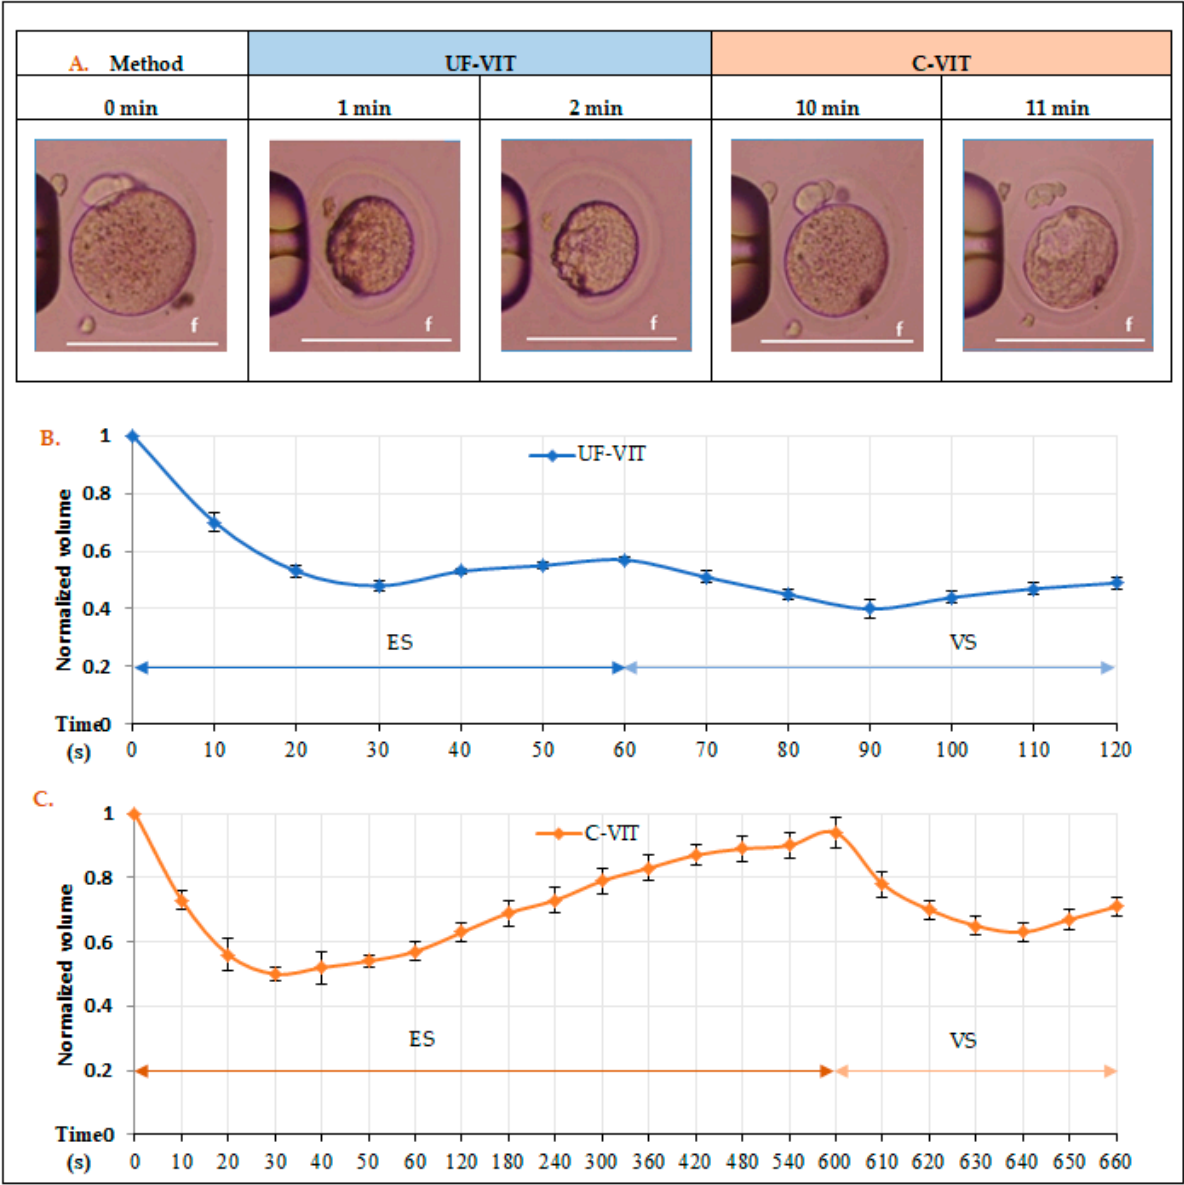 A. Method UF-VIT C-VIT
0 min 1 min 2 min 10 min 11 min
f f f f f
B.
UF-VIT
Normalized volume
1
0.8
0.6
0.4
0.2
0
ES VS
Time
(s)
0 10 20 30 40 50 60 70 80 90 100 110 120
C.
C-VIT
Normalized volume
1
0.8
0.6
0.4
0.2
0
ES VS
Time
(s)
0 10 20 30 40 50 60 120 180 240 300 360 420 480 540 600 610 620 630 640 650 660